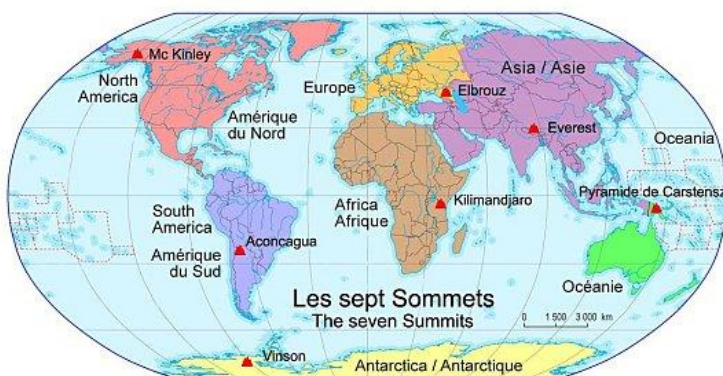 Mc Kinley
North
America
Amérique
du Nord
Europe
Elbrouz
Asia / Asie
Everest
Oceania
Africa
Afrique
Kilimandjaro
Pyramide de Carstensz
South
America
Amérique
du Sud
Aconcagua
Océanie
Les sept Sommets
The seven Summits
0 1 500 3 000 km
Vinson
Antarctica / Antarctique